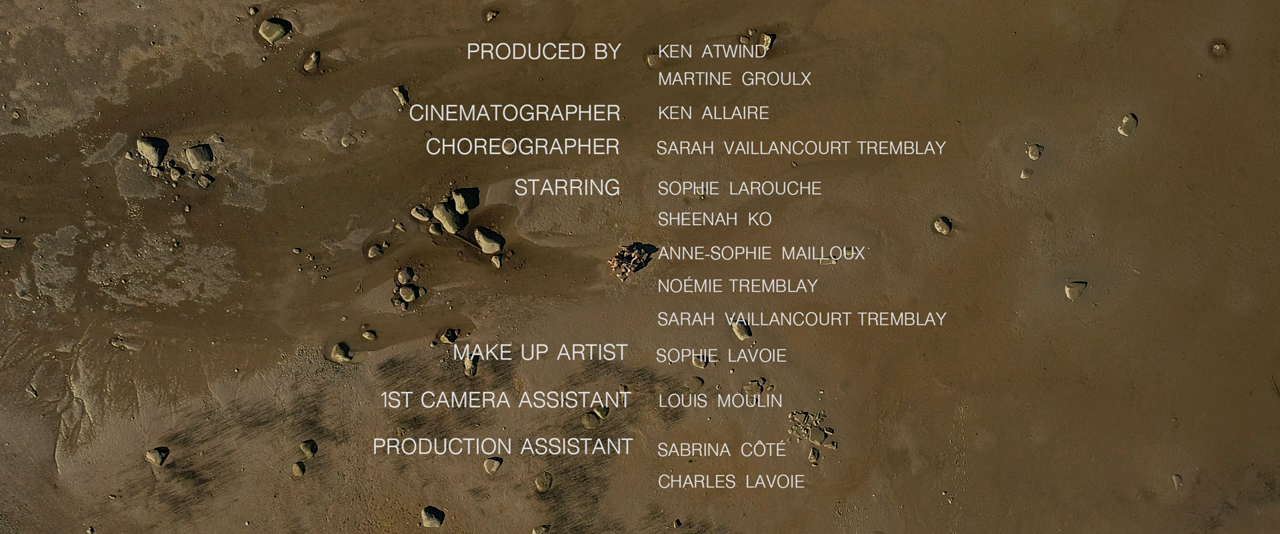 PRODUCED BY KEN ATWIND
MARTINE GROULX
CINEMATOGRAPHER KEN ALLAIRE
CHOREOGRAPHER SARAH VAILLANCOURT TREMBLAY
STARRING SOPHIE LAROUCHE
SHEENAH KO
ANNE-SOPHIE MAILLOUX
NOÉMIE TREMBLAY
SARAH VAILLANCOURT TREMBLAY
MAKE UP ARTIST SOPHIE LAVOIE
1ST CAMERA ASSISTANT LOUIS MOULIN
PRODUCTION ASSISTANT SABRINA CÔTÉ
CHARLES LAVOIE